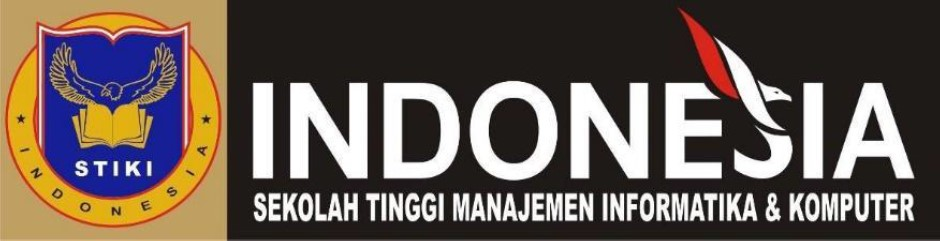 STIKI
INDONESIA
INDONESIA
SEKOLAH TINGGI MANAJEMEN INFORMATIKA & KOMPUTER